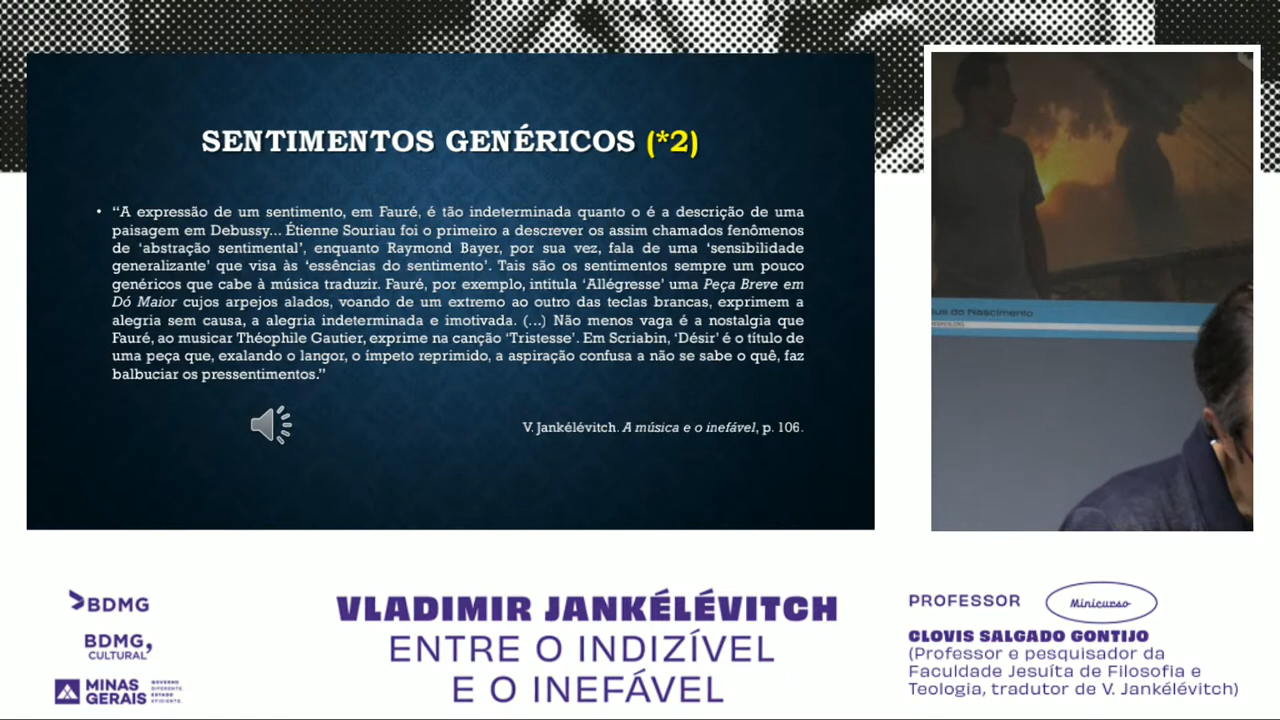 SENTIMENTOS GENÉRICOS (*2)
• “A expressão de um sentimento, em Fauré, é tão indeterminada quanto o é a descrição de uma
paisagem em Debussy... Étienne Souriau foi o primeiro a descrever os assim chamados fenômenos
de ‘abstração sentimental’, enquanto Raymond Bayer, por sua vez, fala de uma ‘sensibilidade
generalizante’ que visa às ‘essências do sentimento’. Tais são os sentimentos sempre um pouco
genéricos que cabe à música traduzir. Fauré, por exemplo, intitula ‘Allégresse’ uma Peça Breve em
Dó Maior cujos arpejos alados, voando de um extremo ao outro das teclas brancas, exprimem a
alegria sem causa, a alegria indeterminada e imotivada. (...) Não menos vaga é a nostalgia que
Fauré, ao musicar Théophile Gautier, exprime na canção ‘Tristesse’. Em Scriabin, ‘Désir’ é o título de
uma peça que, exalando o langor, o ímpeto reprimido, a aspiração confusa a não se sabe o quê, faz
balbuciar os pressentimentos.”
V. Jankélévitch. A música e o inefável, p. 106.
do Nascimento
BDMG
BDMG,
CULTURAL
MINAS
GERAIS
GOVERNO
DIFERENTE.
ESTADO
EFICIENTE.
VLADIMIR JANKÉLÉVITCH
ENTRE O INDIZÍVEL
E O INEFÁVEL
PROFESSOR
Minicurso
CLOVIS SALGADO GONTIJO
(Professor e pesquisador da
Faculdade Jesuíta de Filosofia e
Teologia, tradutor de V. Jankélévitch)